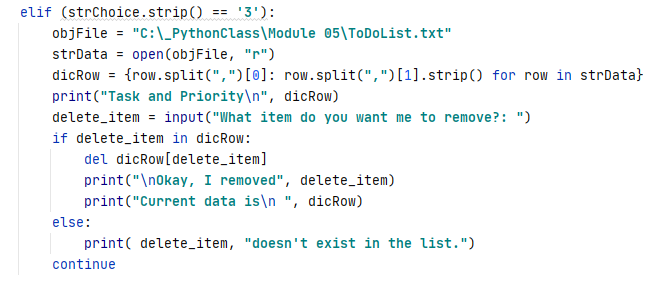 elif (strChoice.strip() == '3'):
    objFile = "C:\_PythonClass\Module 05\ToDoList.txt"
    strData = open(objFile, "r")
    dicRow = {row.split(",")[0]: row.split(",")[1].strip() for row in strData}
    print("Task and Priority\n", dicRow)
    delete_item = input("What item do you want me to remove?: ")
    if delete_item in dicRow:
        del dicRow[delete_item]
        print("\nOkay, I removed", delete_item)
        print("Current data is\n ", dicRow)
    else:
        print( delete_item, "doesn't exist in the list.")
    continue